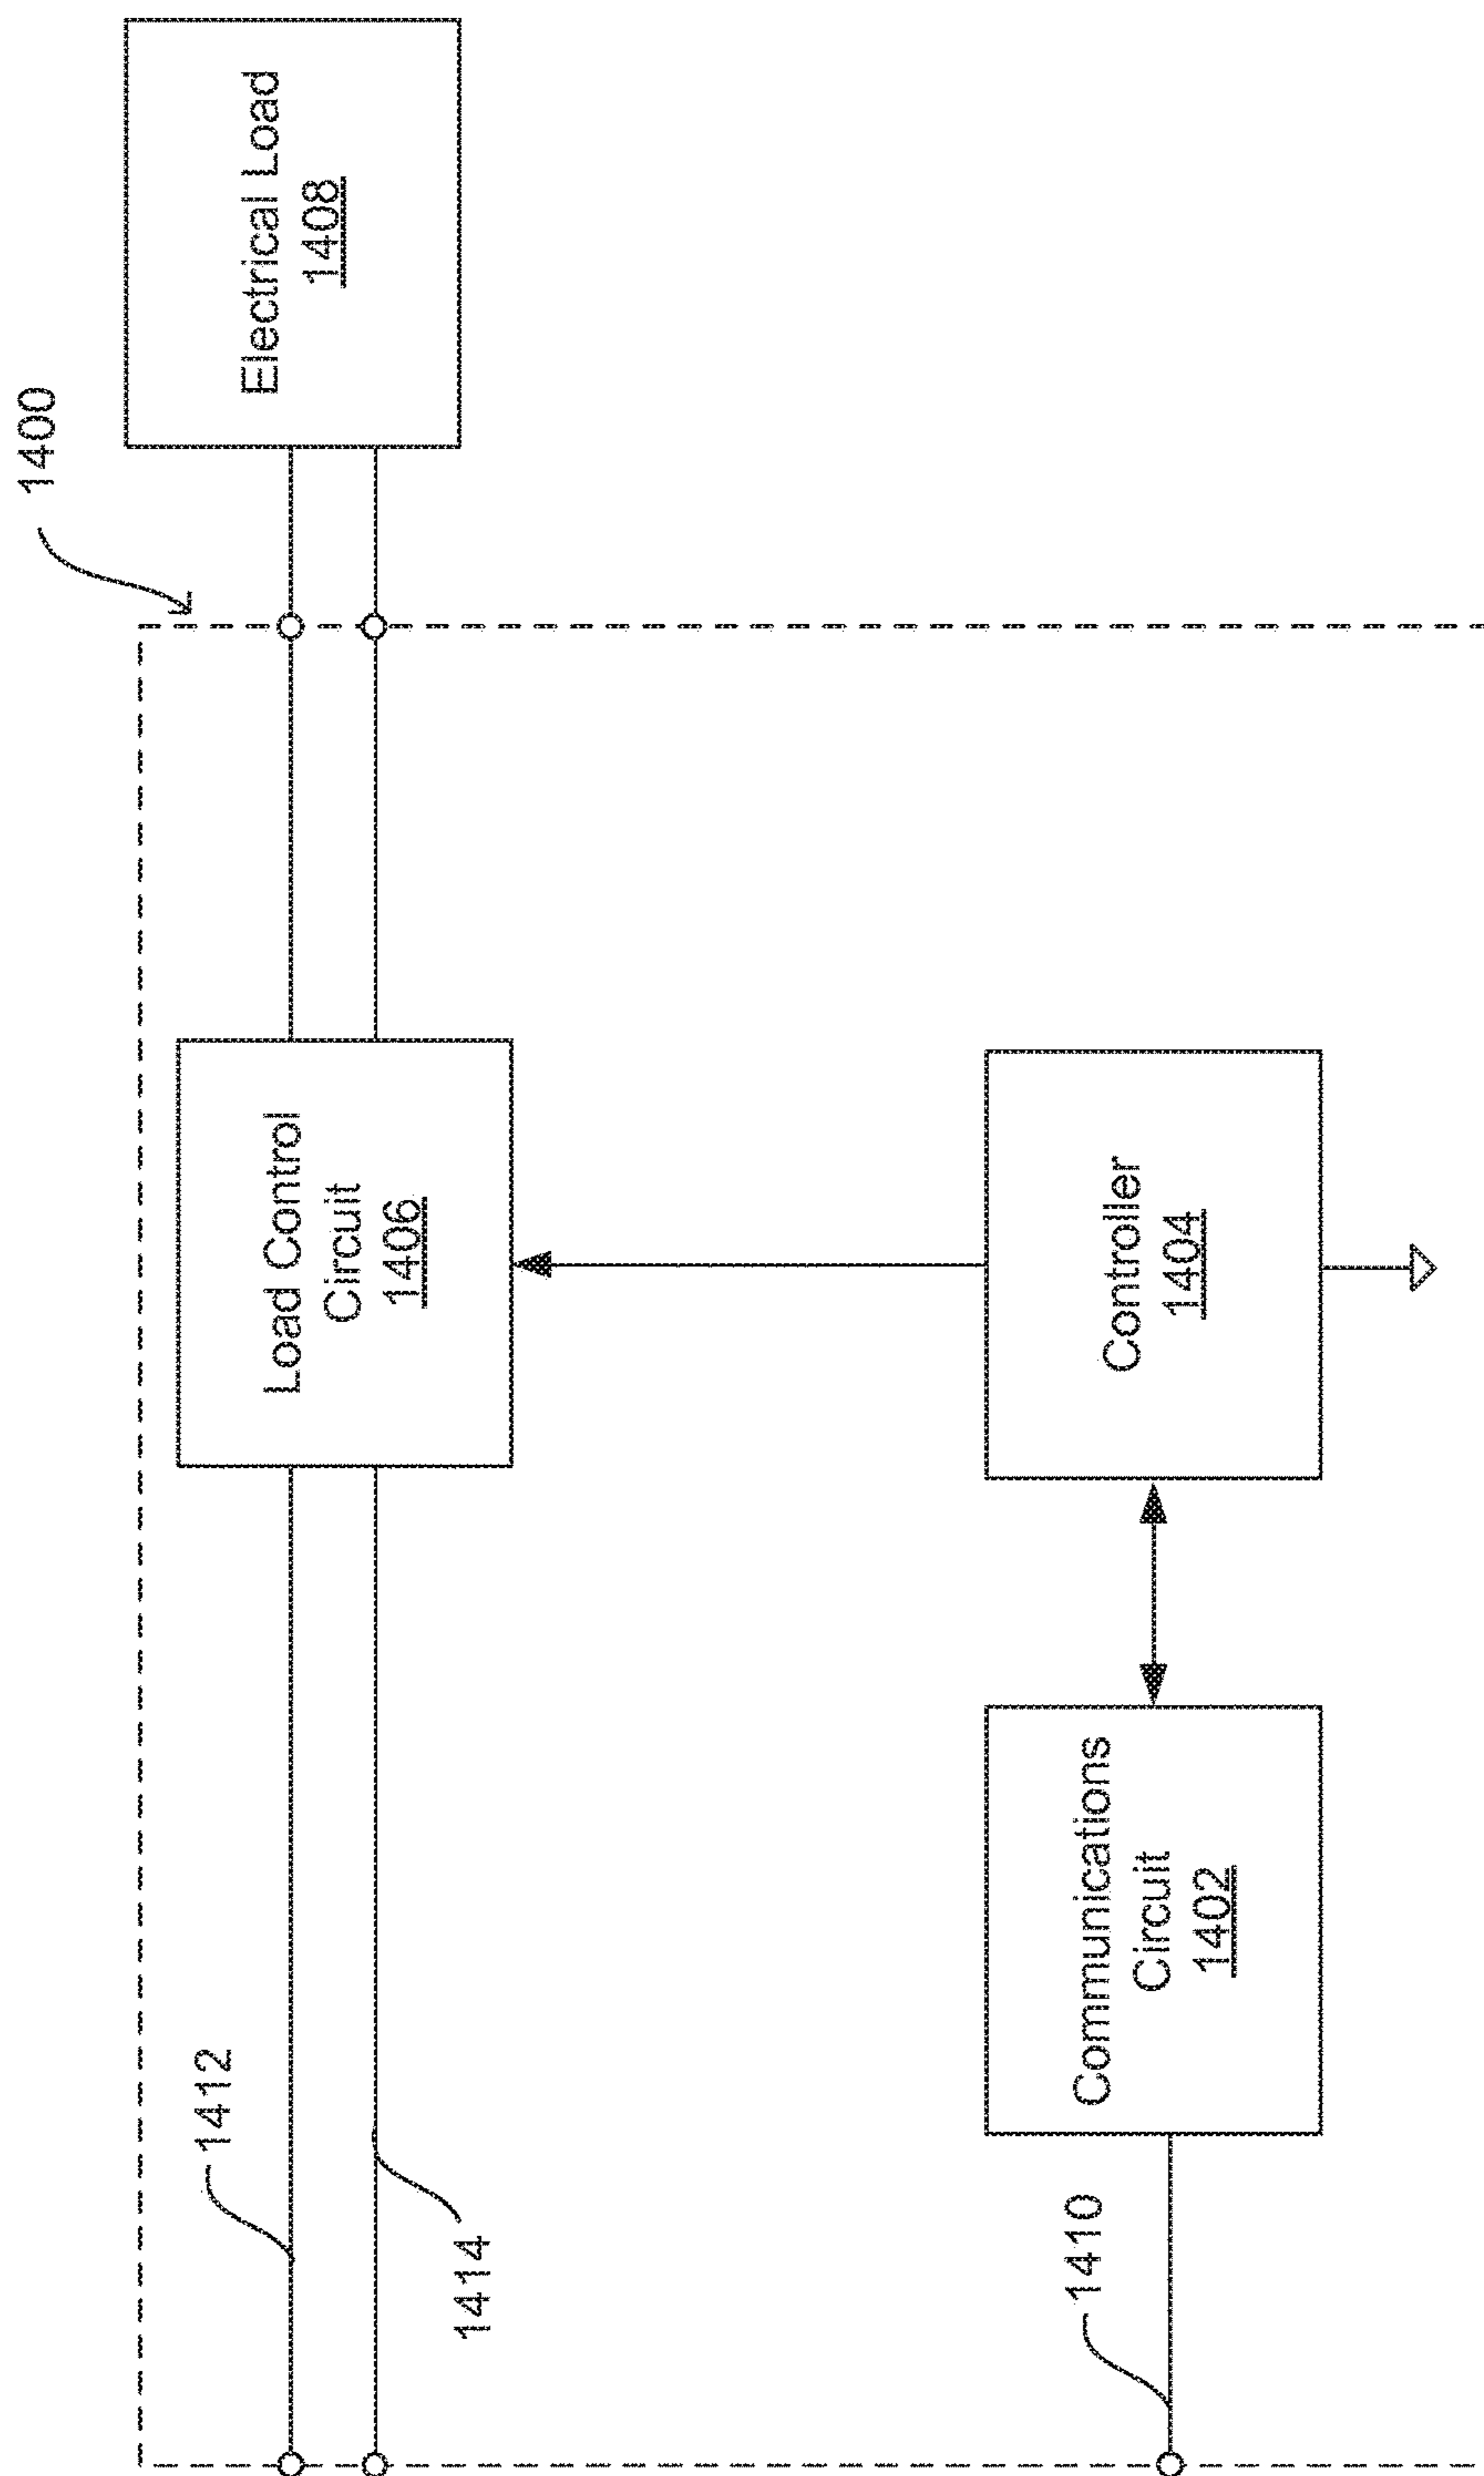 1400
Electrical Load
1408
Load Control
Circuit
1406
1412
1414
Controller
1404
Communications
Circuit
1402
1410